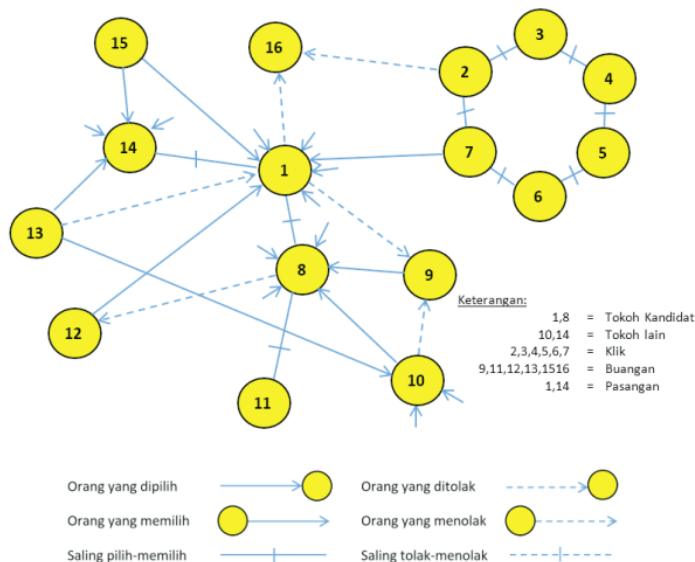 15
16
3
2
4
14
1
7
5
6
13
8
9
12
10
11
Keterangan:
1,8 = Tokoh Kandidat
10,14 = Tokoh lain
2,3,4,5,6,7 = Klik
9,11,12,13,1516 = Buangan
1,14 = Pasangan
Orang yang dipilih
Orang yang ditolak
Orang yang memilih
Orang yang menolak
Saling pilih-memilih
Saling tolak-menolak